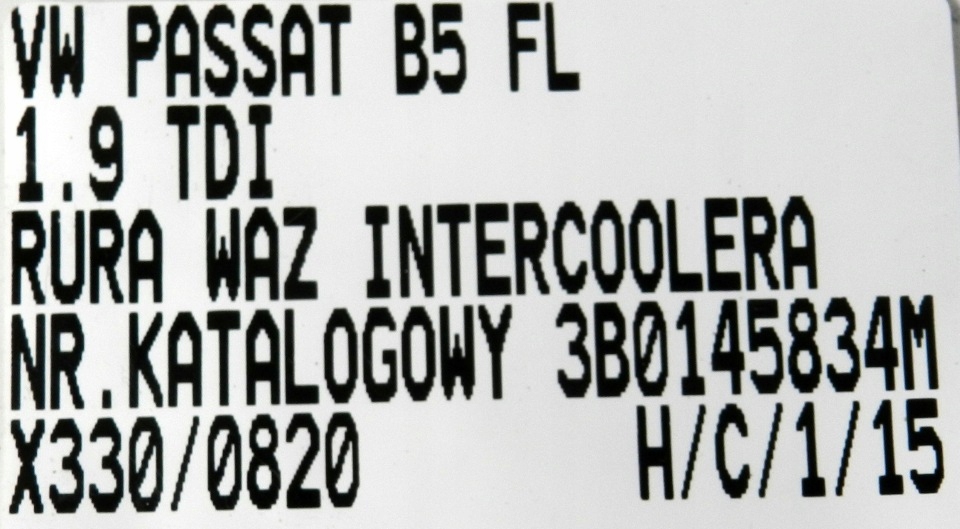 VW PASSAT B5 FL
1.9 TDI
RURA WAZ INTERCOOLERA
NR.KATALOGOWY 3B0145834M
X330/0820 H/C/1/15